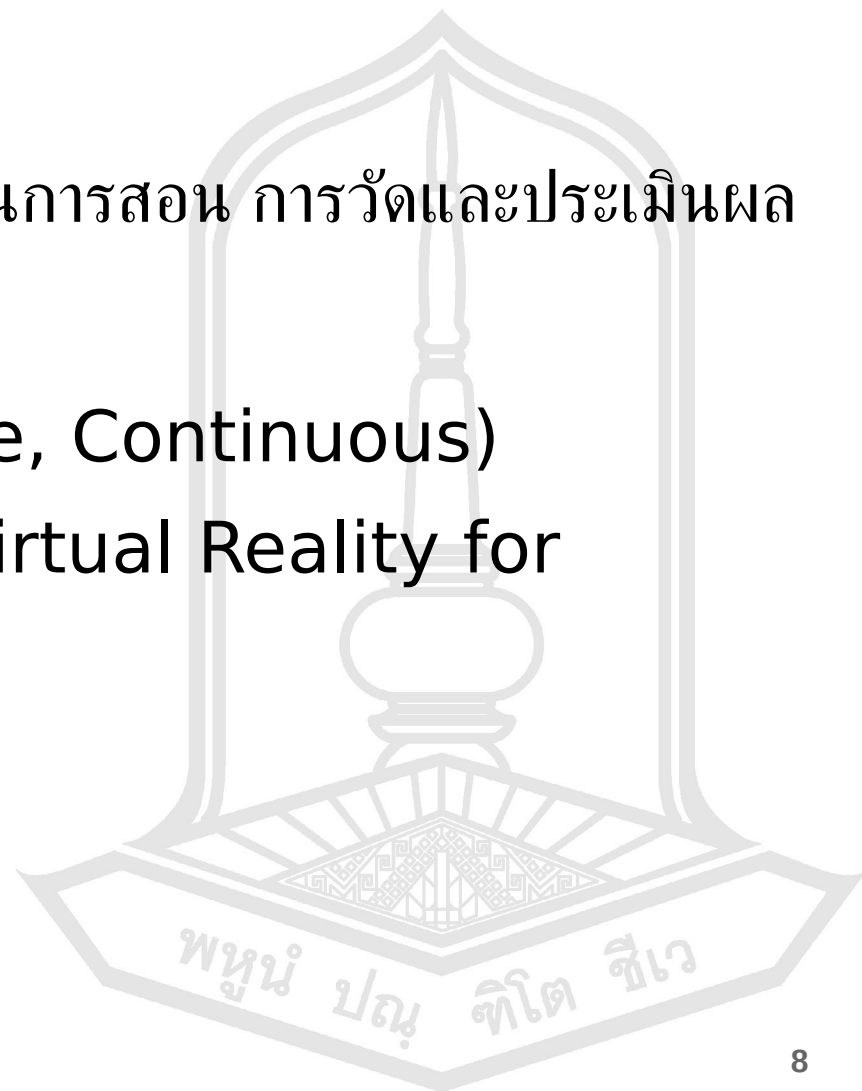 นการสอน การวัดและประเมินผล
e, Continuous)
irtual Reality for
พหูนํ ปณฺฑิโต ชีเว
8